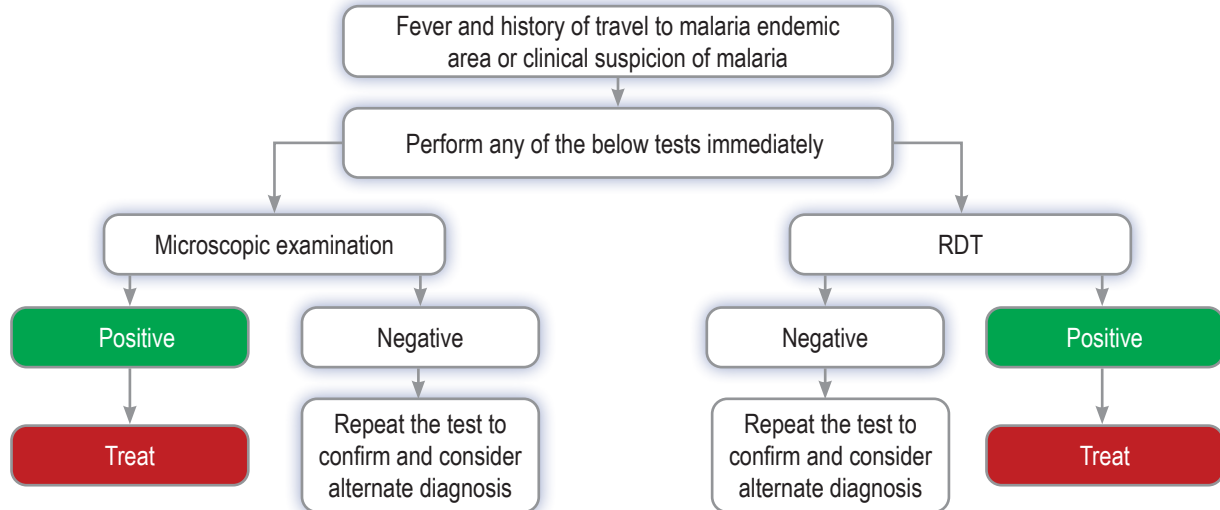 Fever and history of travel to malaria endemic
area or clinical suspicion of malaria
Perform any of the below tests immediately
Microscopic examination
RDT
Positive
Negative
Negative
Positive
Treat
Repeat the test to
confirm and consider
alternate diagnosis
Repeat the test to
confirm and consider
alternate diagnosis
Treat